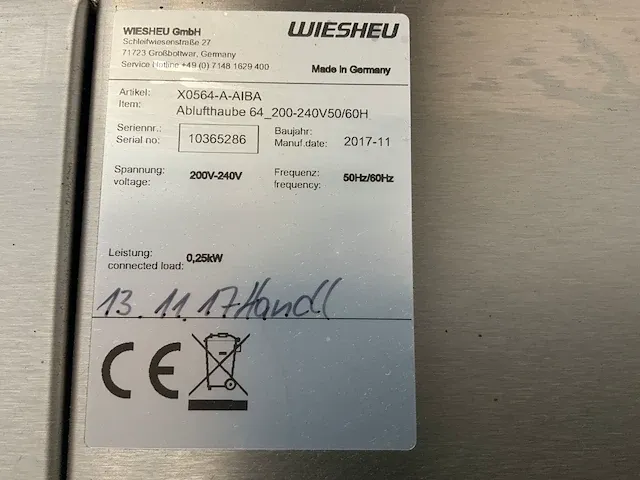 WIESHEU GmbH
Schleifwiesenstraße 27
71723 Großbottwar, Germany
Service Hotline +49 (0) 7148 1629 400
WIESHEU
Made in Germany
Artikel: X0564-A-AIBA
Item: Ablufthaube 64_200-240V50/60H
Seriennr.: Baujahr:
Serial no: 10365286 Manuf.date: 2017-11
Spannung: Frequenz:
voltage: 200V-240V frequency: 50Hz/60Hz
Leistung:
connected load: 0,25kW
13.11.17 Handl
CE